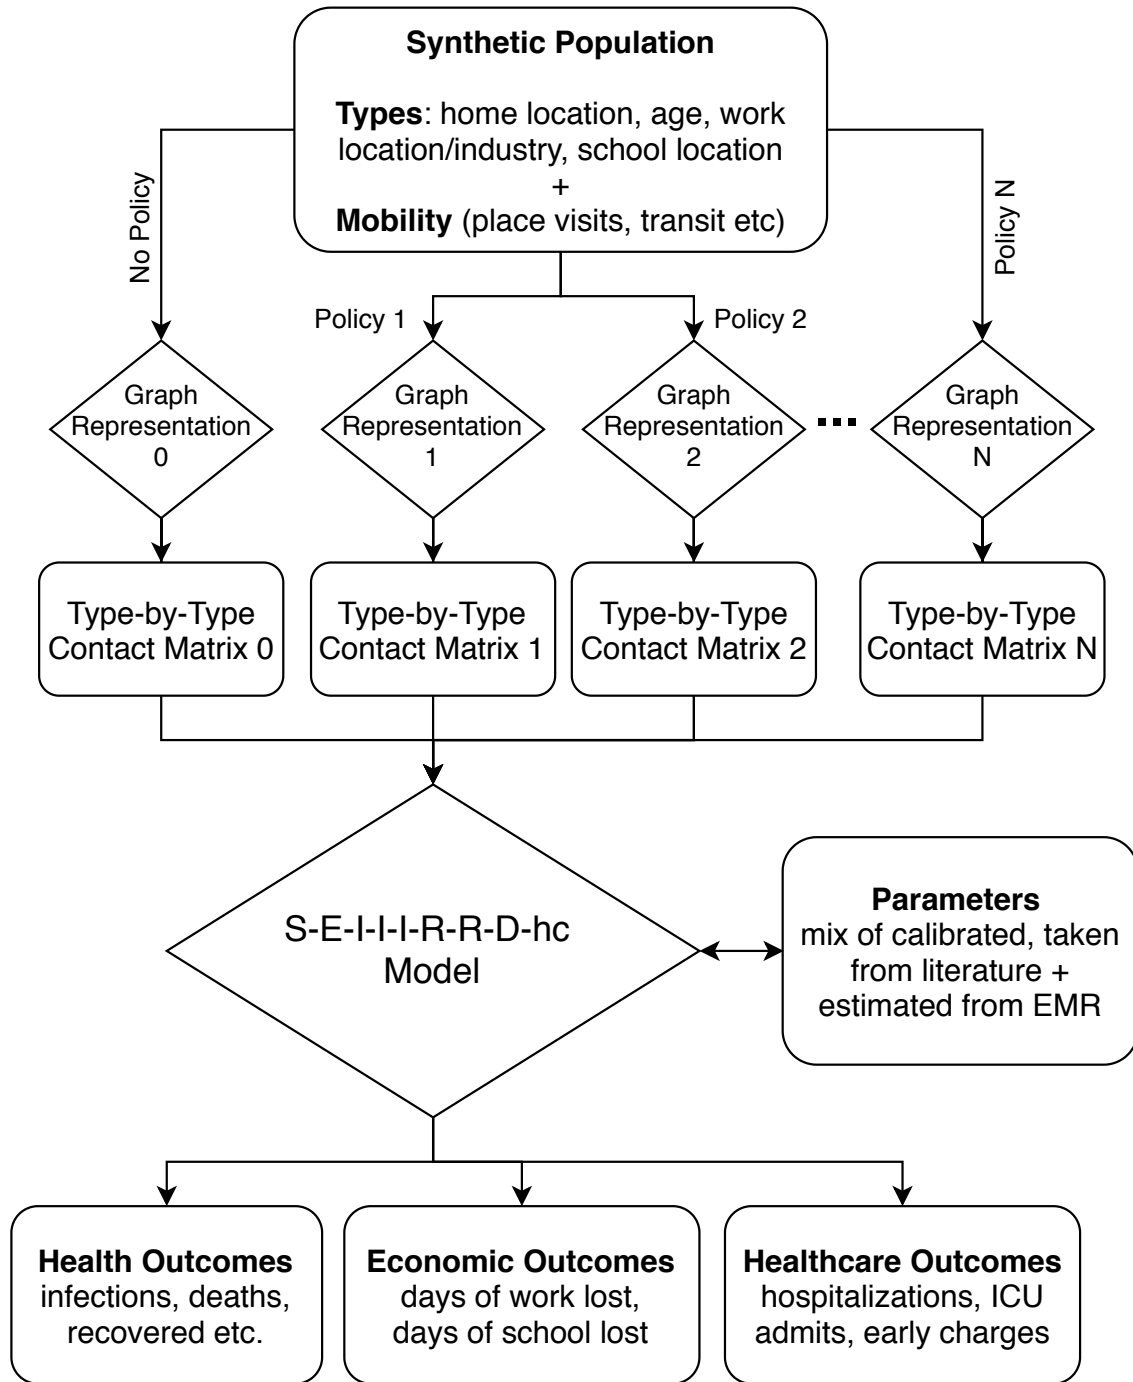 Synthetic Population
Types: home location, age, work
location/industry, school location
+
Mobility (place visits, transit etc)
No Policy
Policy 1
Policy 2
Policy N
Graph
Representation
0
Graph
Representation
1
Graph
Representation
2
...
Graph
Representation
N
Type-by-Type
Contact Matrix 0
Type-by-Type
Contact Matrix 1
Type-by-Type
Contact Matrix 2
Type-by-Type
Contact Matrix N
S-E-I-I-I-R-R-D-hc
Model
Parameters
mix of calibrated, taken
from literature +
estimated from EMR
Health Outcomes
infections, deaths,
recovered etc.
Economic Outcomes
days of work lost,
days of school lost
Healthcare Outcomes
hospitalizations, ICU
admits, early charges